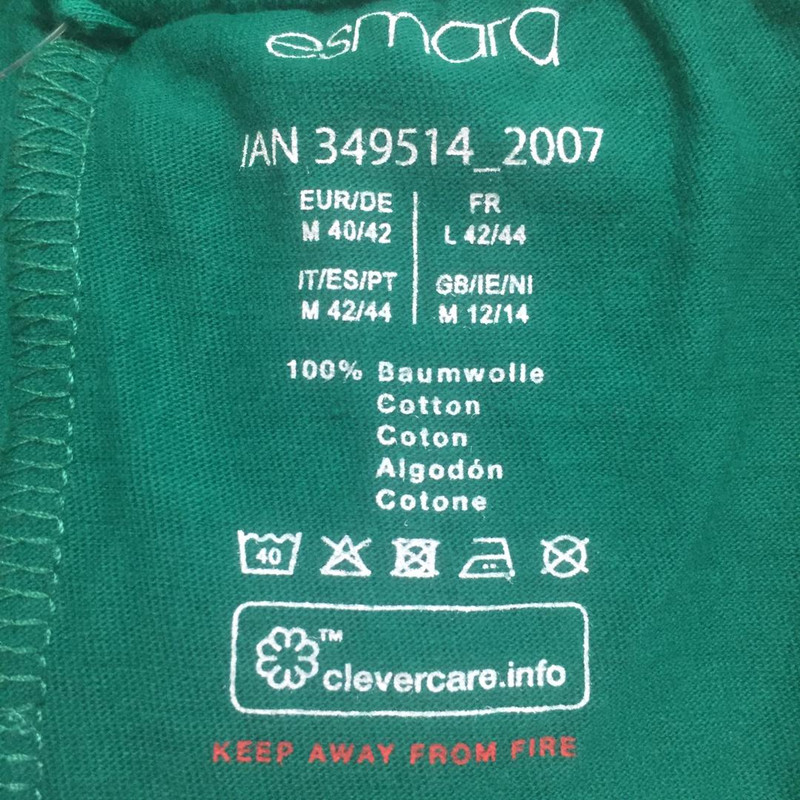 esmara
IAN 349514_2007
EUR/DE
M 40/42
FR
L 42/44
IT/ES/PT
M 42/44
GB/IE/NI
M 12/14
100% Baumwolle
Cotton
Coton
Algodón
Cotone
40
TM
clevercare.info
KEEP AWAY FROM FIRE